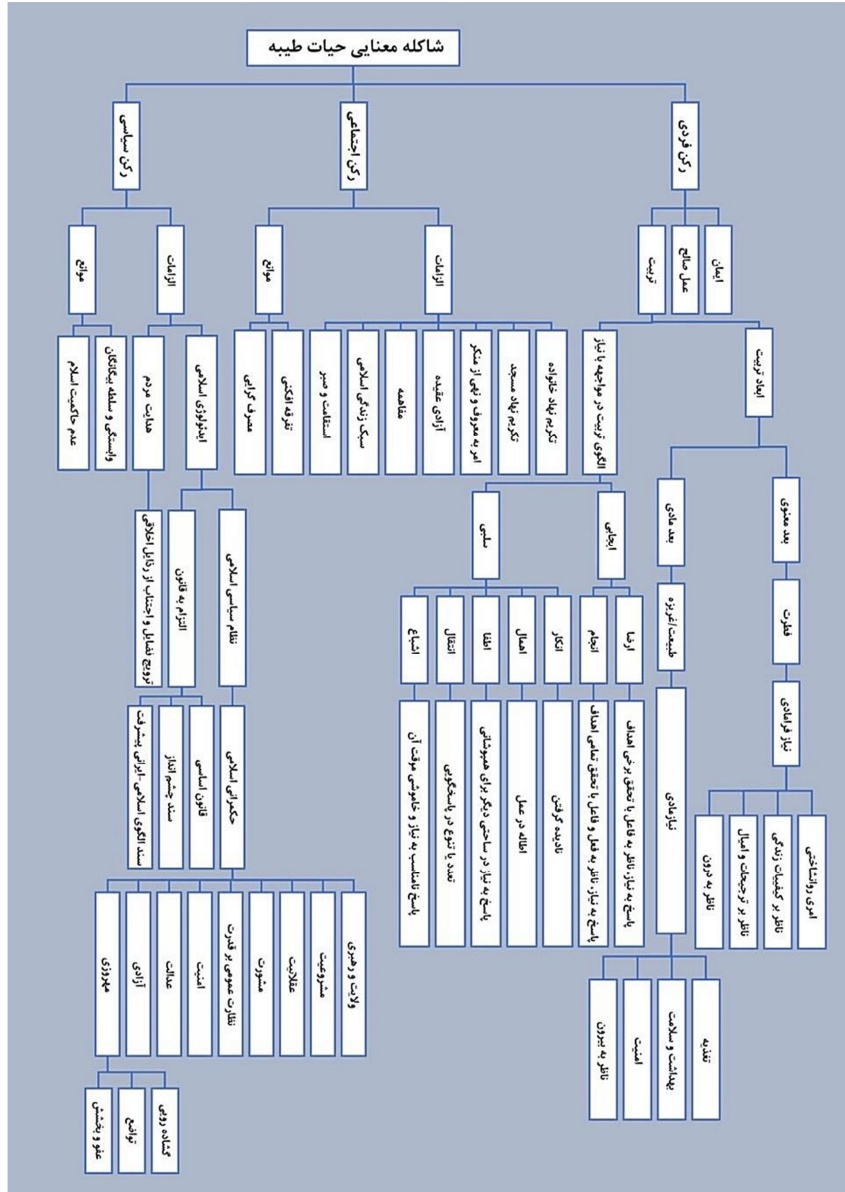 شاکله معنایی حیات طیبه
رکن فردی
رکن اجتماعی
رکن سیاسی
ایمان
عمل صالح
تربیت
الزامات
موانع
الزامات
موانع
ابعاد تربیت
الگوی تربیت در مواجهه با نیاز
تکریم نهاد خانواده
تکریم نهاد مسجد
امر به معروف و نهی از منکر
آزادی عقیده
مفاهمه
سبک زندگی اسلامی
استقامت و صبر
تفرقه افکنی
مصرف گرایی
ایدئولوژی اسلامی
هدایت مردم
وابستگی و سلطه بیگانگان
عدم حاکمیت اسلام
بعد معنوی
بعد مادی
ایجابی
سلبی
نظام سیاسی اسلامی
التزام به قانون
ترویج فضایل و اجتناب از رذایل اخلاقی
فطرت
طبیعت/غریزه
ارضا
انجام
انکار
اهمال
اطفا
انتقال
اشباع
نیاز فرامادی
نیازمادی
پاسخ به نیاز، ناظر به فاعل با تحقق برخی اهداف
پاسخ به نیاز، ناظر به فعل و فاعل با تحقق تمامی اهداف
نادیده گرفتن
اطاله در عمل
پاسخ به نیاز در ساحتی دیگر برای همپوشانی
تعدد یا تنوع در پاسخگویی
پاسخ نامناسب به نیاز و خاموشی موقت آن
حکمرانی اسلامی
قانون اساسی
سند چشم انداز
سند الگوی اسلامی-ایرانی پیشرفت
امری روانشناختی
ناظر بر کیفیبات زندگی
ناظر بر ترجیحات و امیال
ناظر به درون
ولایت و رهبری
مشروعیت
عقلانیت
مشورت
نظارت عمومی بر قدرت
امنیت
عدالت
آزادی
مهروزی
تغذیه
بهداشت و سلامت
امنیت
ناظر به بیرون
گشاده رویی
تواضع
عفو و بخشش